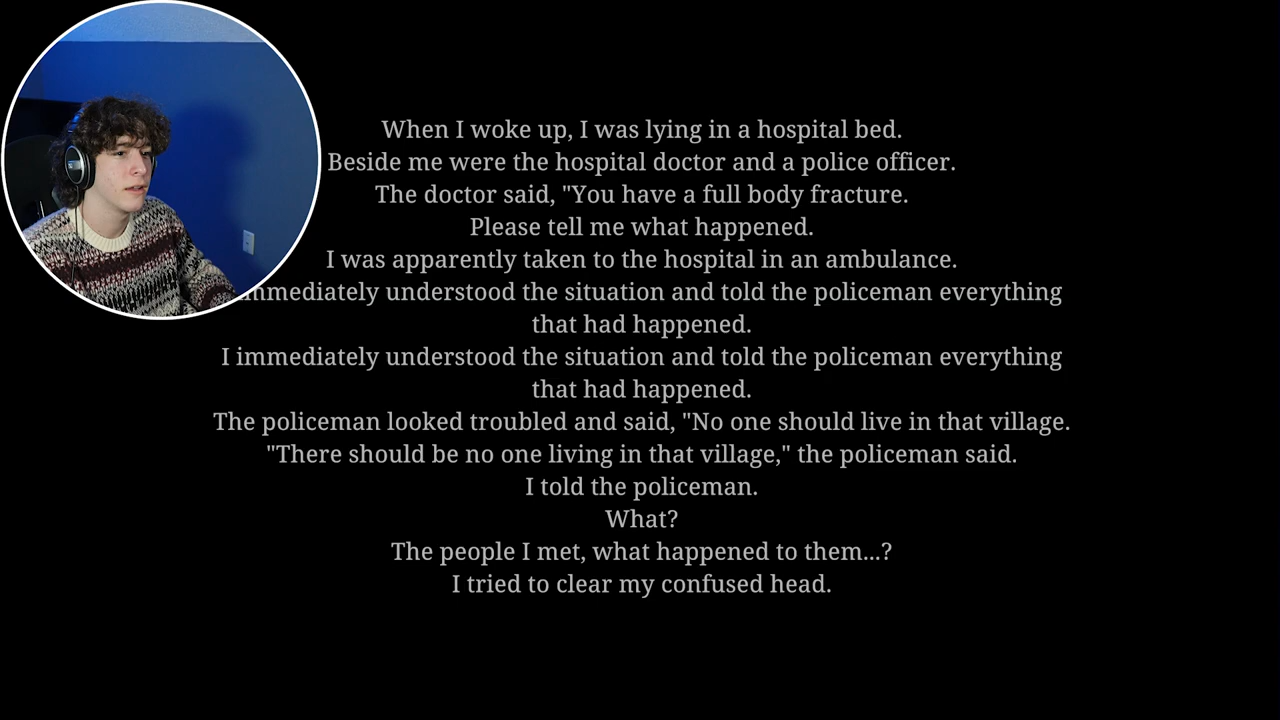 When I woke up, I was lying in a hospital bed.
Beside me were the hospital doctor and a police officer.
The doctor said, "You have a full body fracture.
Please tell me what happened.
I was apparently taken to the hospital in an ambulance.
immediately understood the situation and told the policeman everything
that had happened.
I immediately understood the situation and told the policeman everything
that had happened.
The policeman looked troubled and said, "No one should live in that village.
"There should be no one living in that village," the policeman said.
I told the policeman.
What?
The people I met, what happened to them...?
I tried to clear my confused head.